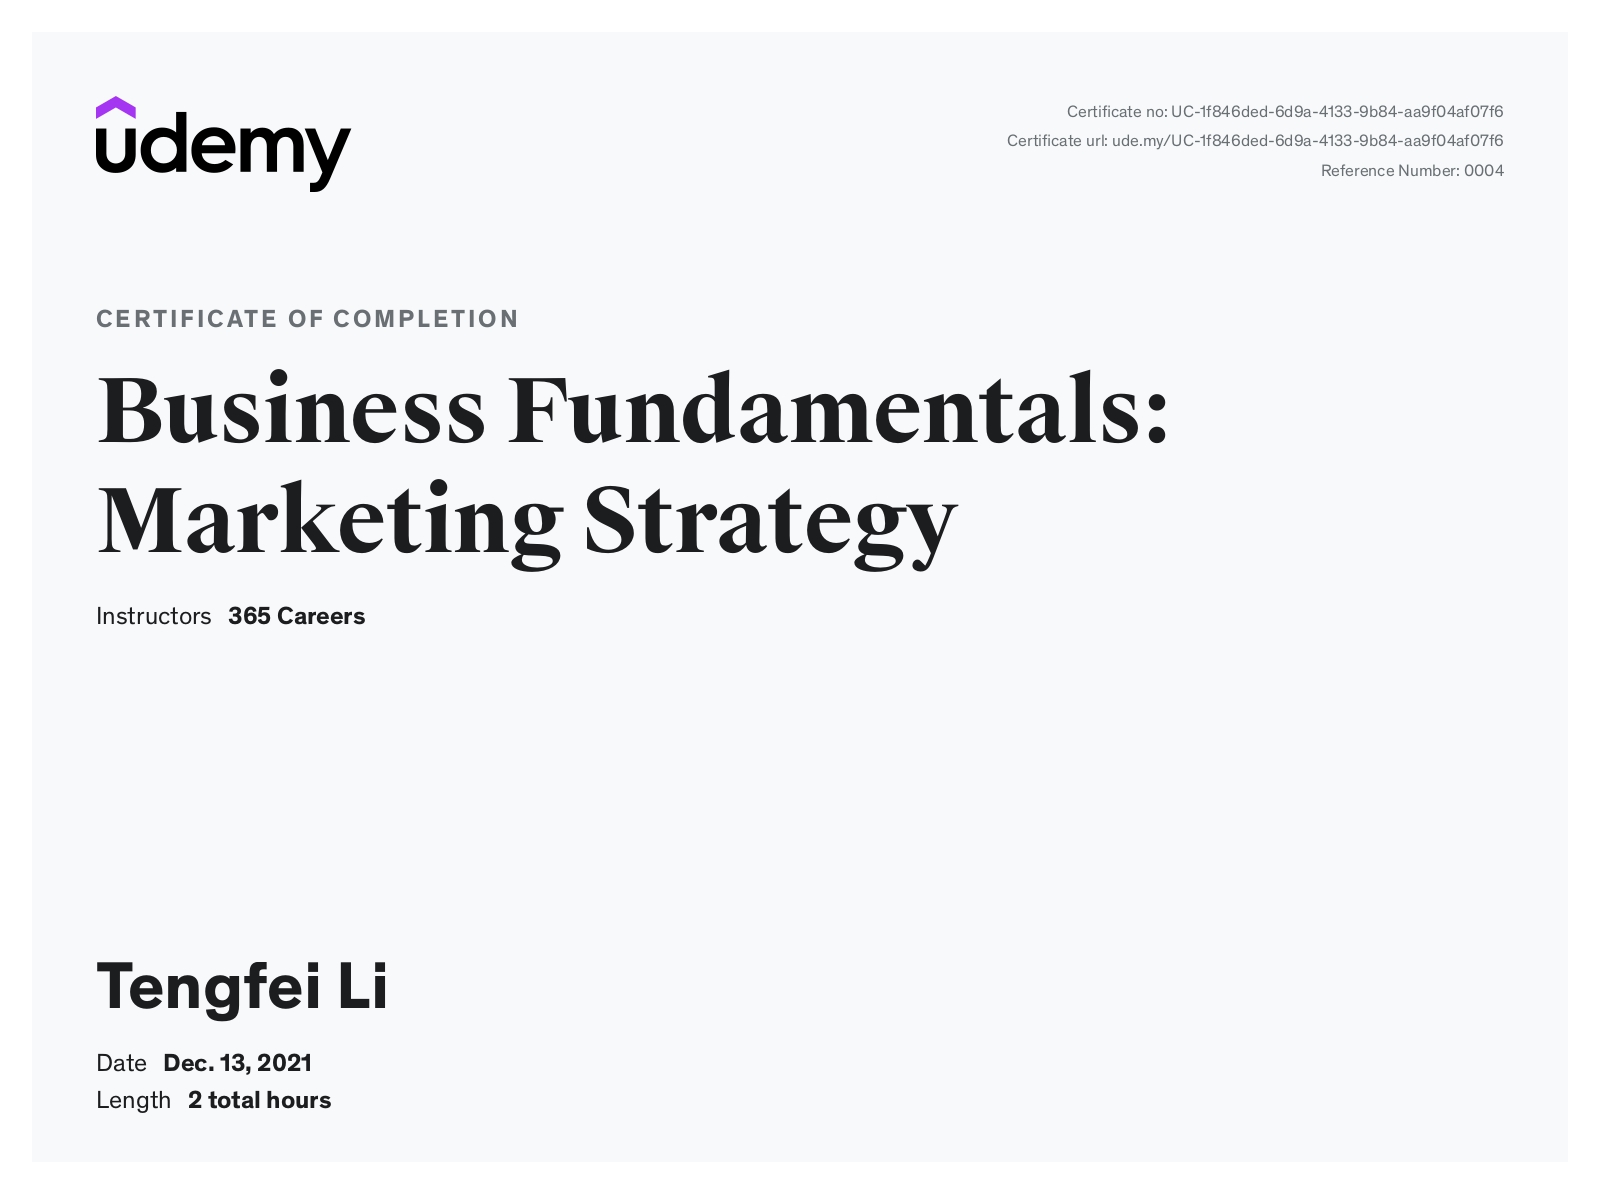 udemy
Certificate no: UC-1f846ded-6d9a-4133-9b84-aa9f04af07f6
Certificate url: ude.my/UC-1f846ded-6d9a-4133-9b84-aa9f04af07f6
Reference Number: 0004
CERTIFICATE OF COMPLETION
Business Fundamentals:
Marketing Strategy
Instructors 365 Careers
Tengfei Li
Date Dec. 13, 2021
Length 2 total hours